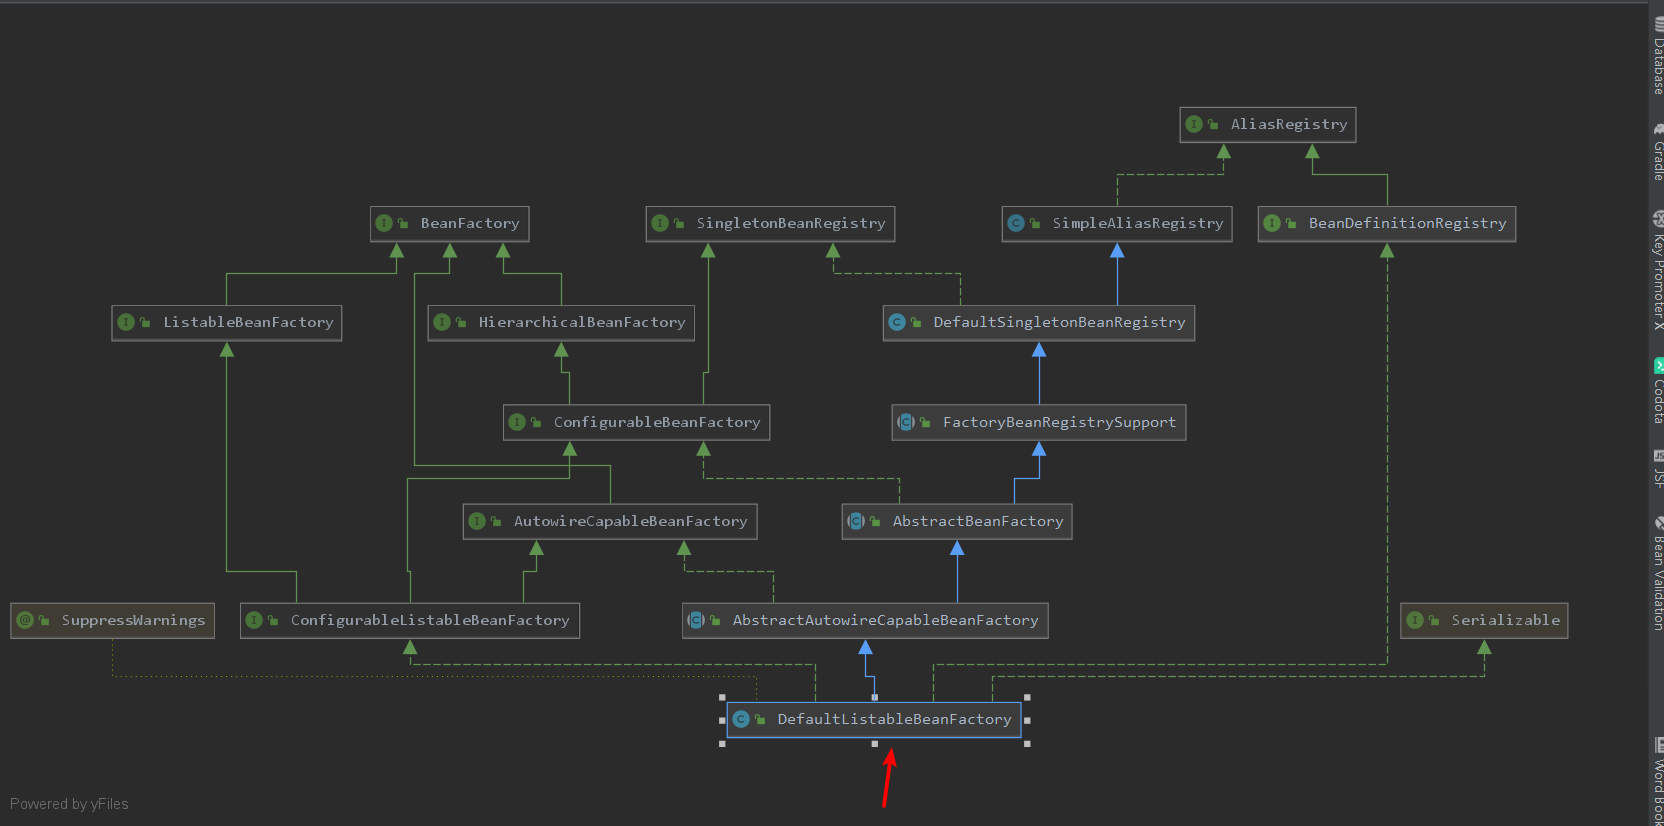 AliasRegistry
BeanFactory
SingletonBeanRegistry
SimpleAliasRegistry
BeanDefinitionRegistry
ListableBeanFactory
HierarchicalBeanFactory
DefaultSingletonBeanRegistry
ConfigurableBeanFactory
FactoryBeanRegistrySupport
AutowireCapableBeanFactory
AbstractBeanFactory
SuppressWarnings
ConfigurableListableBeanFactory
AbstractAutowireCapableBeanFactory
Serializable
DefaultListableBeanFactory
Powered by yFiles
Database
Gradle
Key Promoter X
Codota
JSF
Bean Validation
Word Book